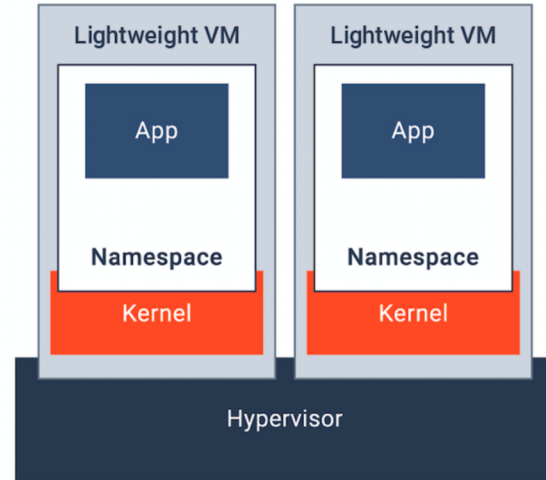 Lightweight VM
Lightweight VM
App
App
Namespace
Namespace
Kernel
Kernel
Hypervisor